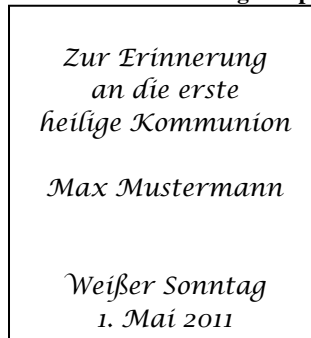 Zur Erinnerung
an die erste
heilige Kommunion
Max Mustermann
Weißer Sonntag
1. Mai 2011